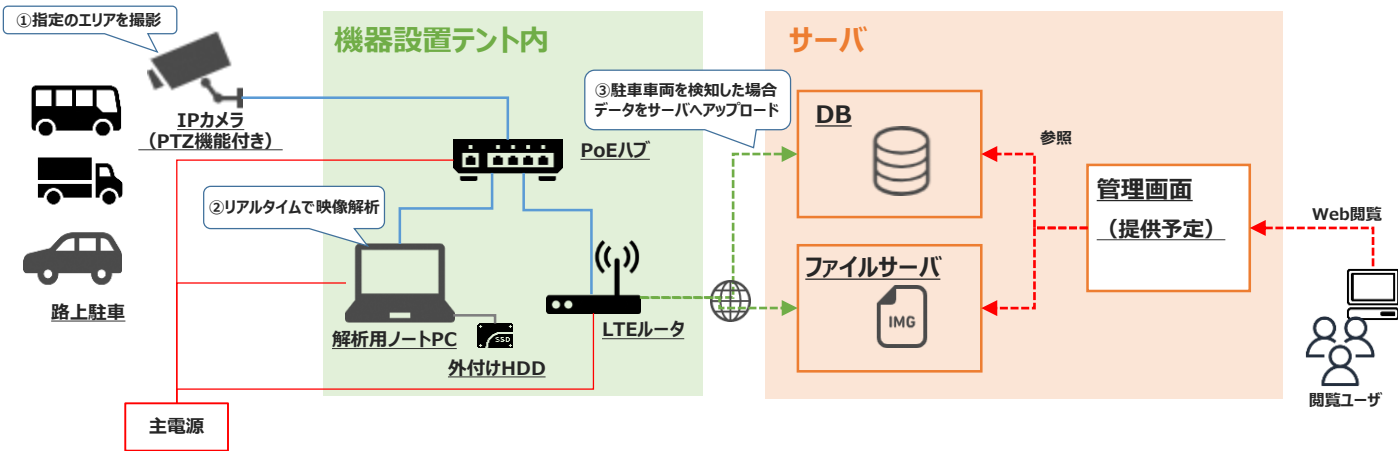 ①指定のエリアを撮影
IPカメラ
（PTZ機能付き）
路上駐車
主電源
機器設置テント内
PoEハブ
②リアルタイムで映像解析
解析用ノートPC
SSD
外付けHDD
LTEルータ
③駐車車両を検知した場合
データをサーバへアップロード
サーバ
DB
ファイルサーバ
IMG
参照
管理画面
（提供予定）
Web閲覧
閲覧ユーザ